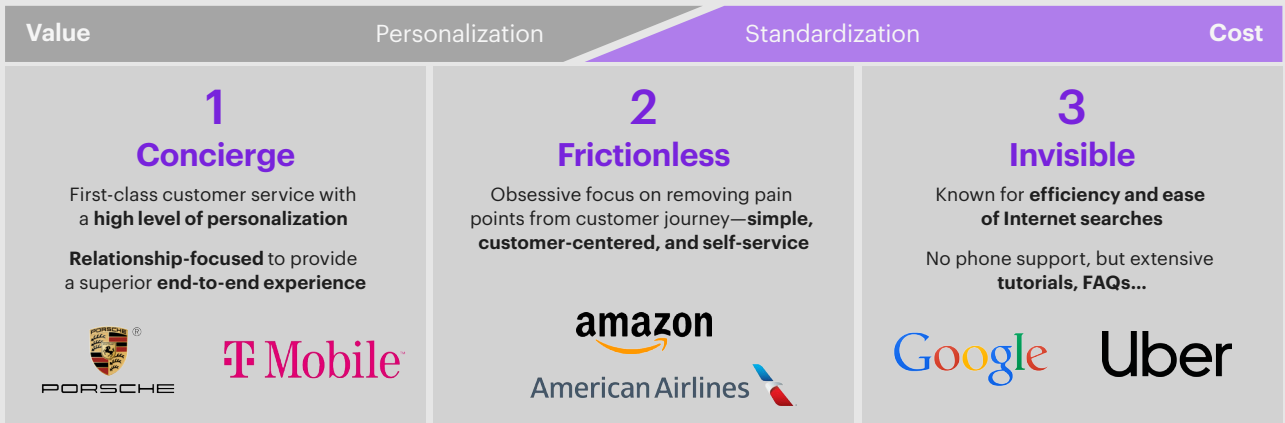 Value Personalization Standardization Cost
1
Concierge
First-class customer service with
a high level of personalization
Relationship-focused to provide
a superior end-to-end experience
PORSCHE
®
PORSCHE
T Mobile™
2
Frictionless
Obsessive focus on removing pain
points from customer journey—simple,
customer-centered, and self-service
amazon
American Airlines
3
Invisible
Known for efficiency and ease
of Internet searches
No phone support, but extensive
tutorials, FAQs...
Google
Uber